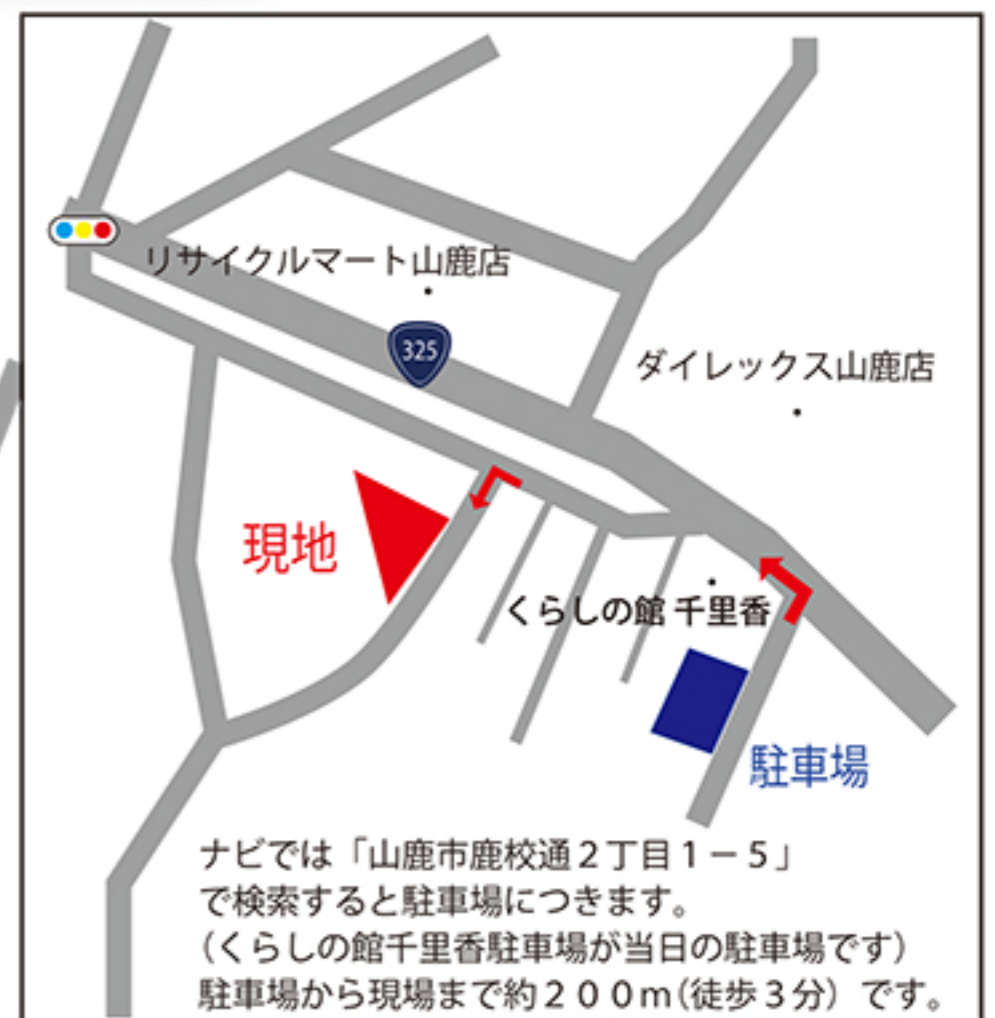 リサイクルマート山鹿店
325
ダイレックス山鹿店
現地
くらしの館 千里香
駐車場
ナビでは「山鹿市鹿校通２丁目１－５」
で検索すると駐車場につきます。
（くらしの館千里香駐車場が当日の駐車場です）
駐車場から現場まで約２００ｍ（徒歩３分）です。